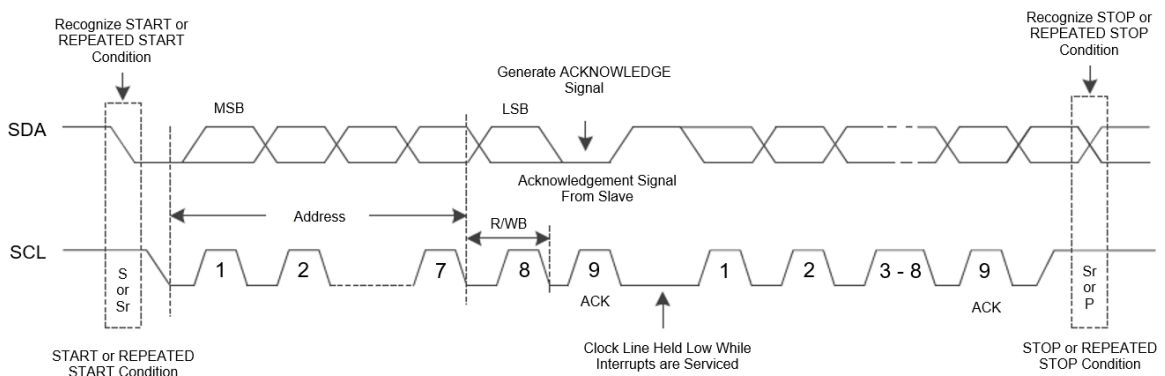 Recognize START or
REPEATED START
Condition
Recognize STOP or
REPEATED STOP
Condition
Generate ACKNOWLEDGE
Signal
MSB
LSB
SDA
Acknowledgement Signal
From Slave
Address
R/WB
SCL
S
or
Sr
1
2
7
8
9
1
2
3 - 8
9
Sr
or
P
ACK
ACK
START or REPEATED
START Condition
Clock Line Held Low While
Interrupts are Serviced
STOP or REPEATED
STOP Condition